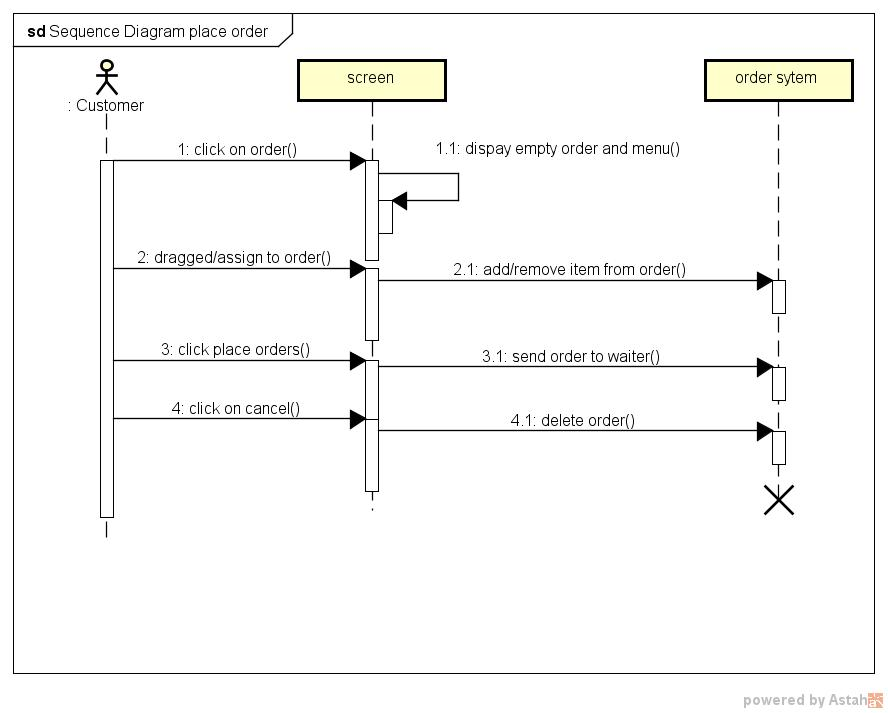 sd Sequence Diagram place order
: Customer
screen
order sytem
1: click on order()
1.1: dispay empty order and menu()
2: dragged/assign to order()
2.1: add/remove item from order()
3: click place orders()
3.1: send order to waiter()
4: click on cancel()
4.1: delete order()
powered by Astah